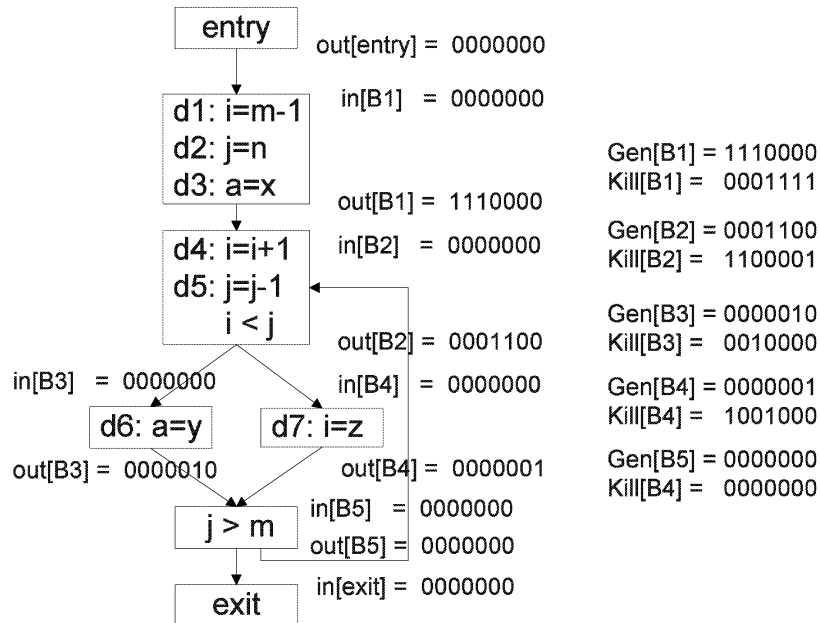 entry
out[entry] = 0000000
in[B1] = 0000000
d1: i=m-1
d2: j=n
d3: a=x
Gen[B1] = 1110000
Kill[B1] = 0001111
out[B1] = 1110000
in[B2] = 0000000
d4: i=i+1
d5: j=j-1
i < j
Gen[B2] = 0001100
Kill[B2] = 1100001
out[B2] = 0001100
Gen[B3] = 0000010
Kill[B3] = 0010000
in[B3] = 0000000
in[B4] = 0000000
Gen[B4] = 0000001
Kill[B4] = 1001000
d6: a=y
d7: i=z
out[B3] = 0000010
out[B4] = 0000001
Gen[B5] = 0000000
Kill[B4] = 0000000
in[B5] = 0000000
j > m
out[B5] = 0000000
in[exit] = 0000000
exit